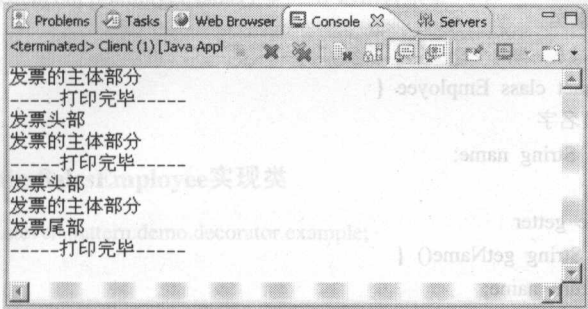 Problems Tasks Web Browser Console Servers
<terminated> Client (1) [Java Appl
发票的主体部分
------打印完毕------
发票头部
发票的主体部分
------打印完毕------
发票头部
发票的主体部分
发票尾部
------打印完毕------